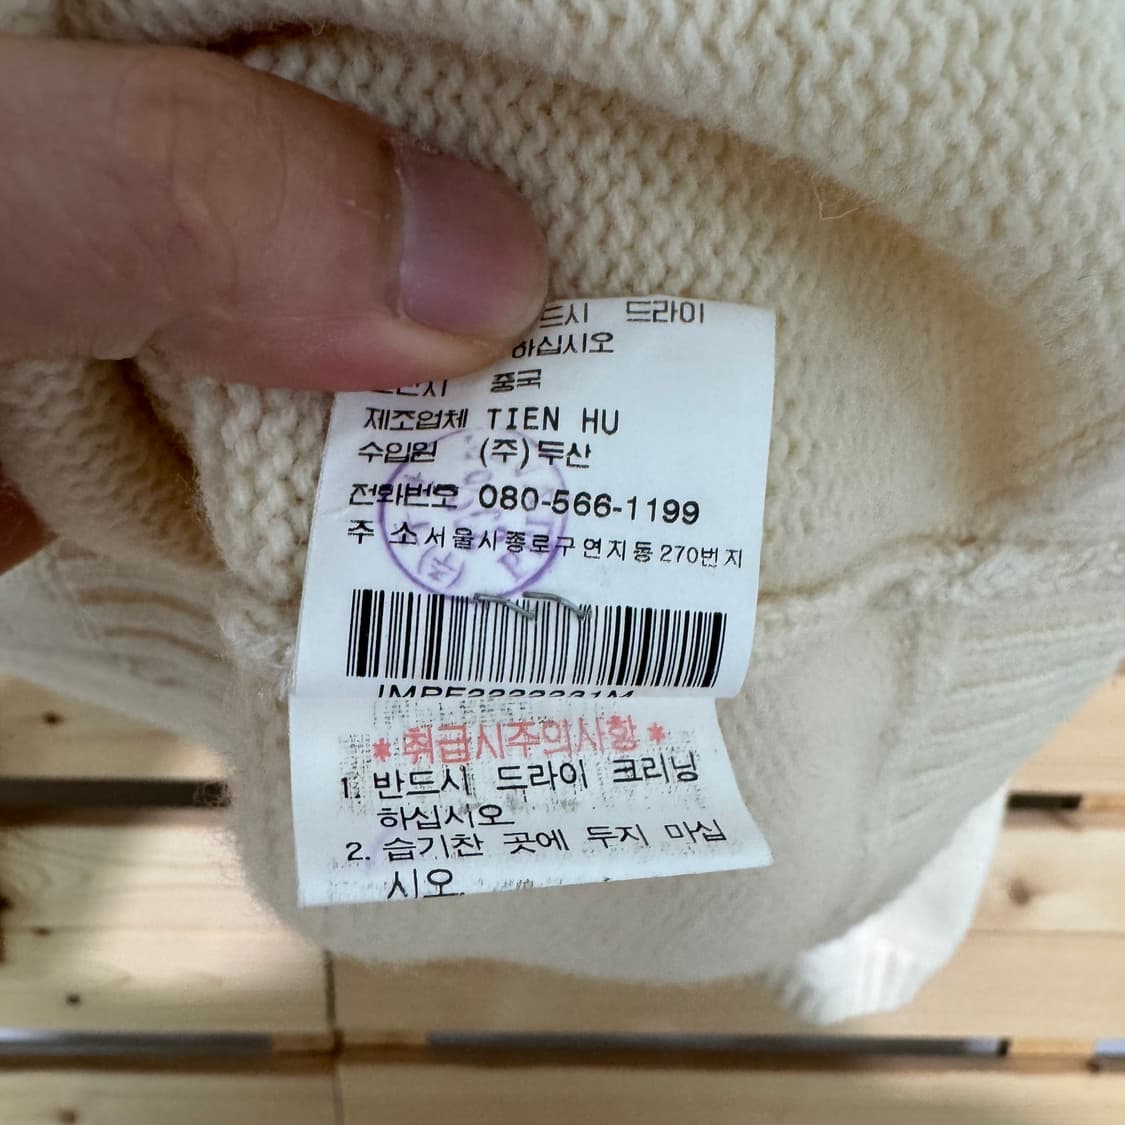 드라이
하십시오
중국
제조업체 TIEN HU
수입원 (주)두산
전화번호 080-566-1199
주 소 서울시종로구연지동270번지
* 취급시주의사항 *
1. 반드시 드라이 크리닝
하십시오
2. 습기찬 곳에 두지 마십
시오.